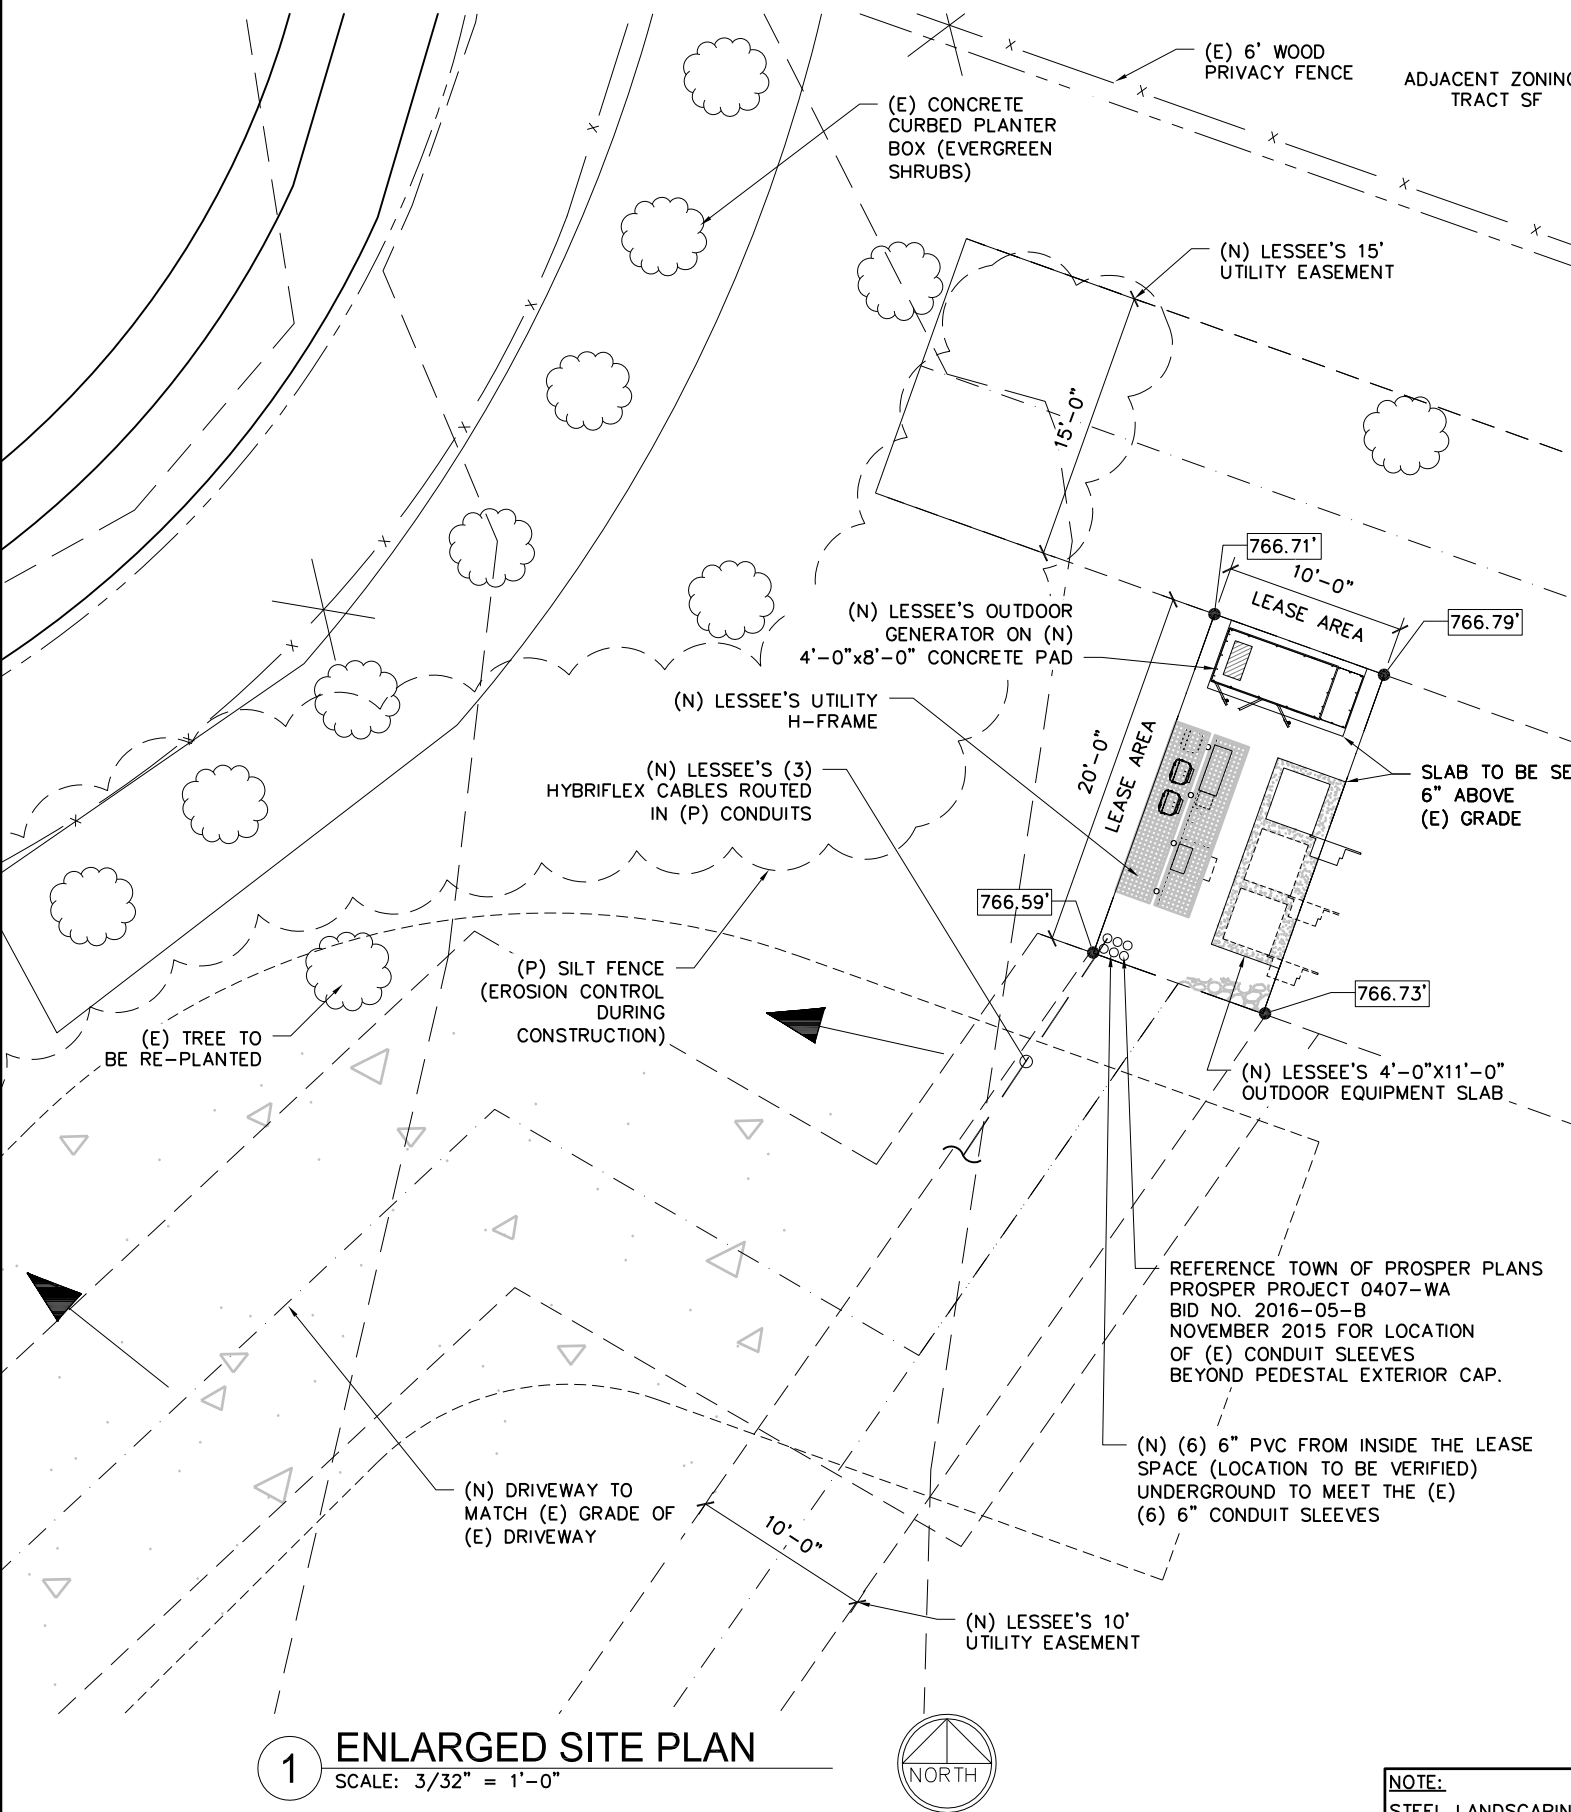 (E) 6' WOOD
PRIVACY FENCE
TRACT SF
ADJACENT
(E) CONCRETE
CURBED PLANTER
BOX (EVERGREEN
SHRUBS)
(N) LESSEE'S 15'
UTILITY EASEMENT
15'-0"
766.71'
10'-0"
LEASE AREA
766.79'
(N) LESSEE'S OUTDOOR
GENERATOR ON (N)
4'-0"x8'-0" CONCRETE PAD
(N) LESSEE'S UTILITY
H-FRAME
20'-0"
LEASE AREA
(N) LESSEE'S (3)
HYBRIFLEX CABLES ROUTED
IN (P) CONDUITS
SLAB TO BE
6" ABOVE
(E) GRADE
766.59'
(P) SILT FENCE
(EROSION CONTROL
DURING
CONSTRUCTION)
766.73'
(E) TREE TO
BE RE-PLANTED
(N) LESSEE'S 4'-0"X11'-0"
OUTDOOR EQUIPMENT SLAB
REFERENCE TOWN OF PROSPER PLANS
PROSPER PROJECT 0407-WA
BID NO. 2016-05-B
NOVEMBER 2015 FOR LOCATION
OF (E) CONDUIT SLEEVES
BEYOND PEDESTAL EXTERIOR CAP.
(N) (6) 6" PVC FROM INSIDE THE LEASE
SPACE (LOCATION TO BE VERIFIED)
UNDERGROUND TO MEET THE (E)
(6) 6" CONDUIT SLEEVES
(N) DRIVEWAY TO
MATCH (E) GRADE OF
(E) DRIVEWAY
10'-0"
(N) LESSEE'S 10'
UTILITY EASEMENT
1
ENLARGED SITE PLAN
SCALE: 3/32" = 1'-0"
NORTH
NOTE:
STEEL